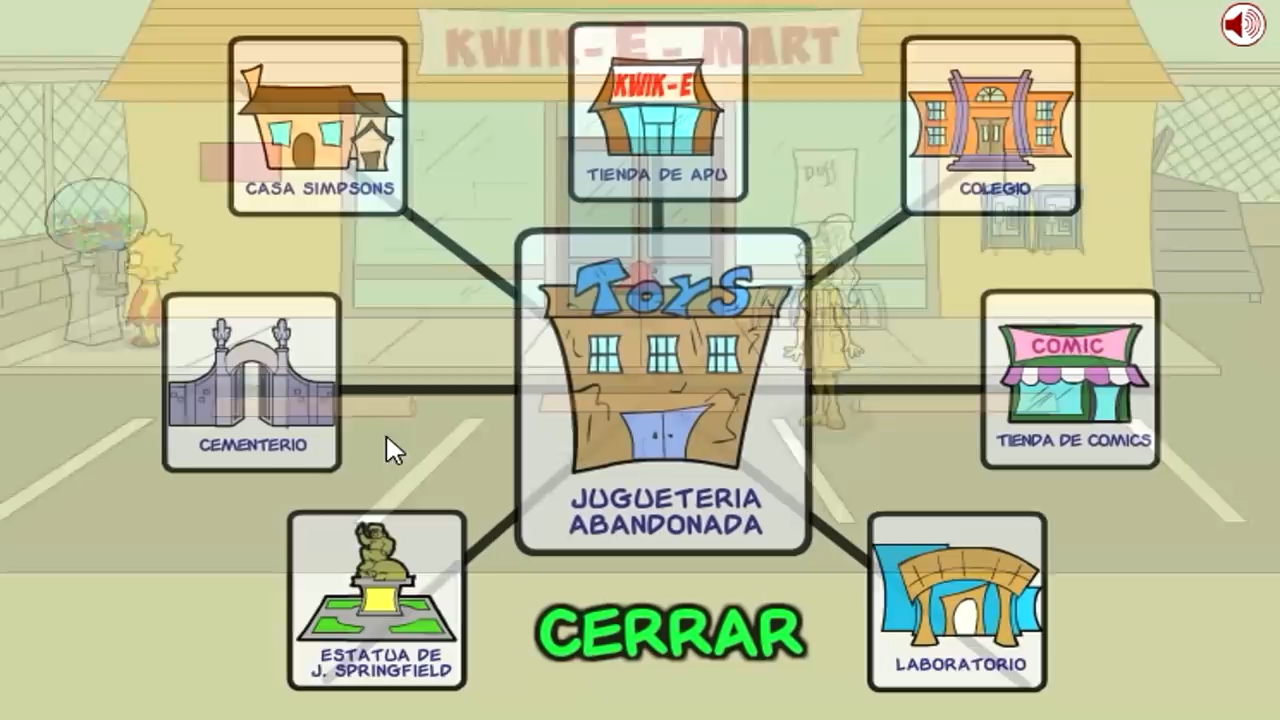 KWIK-E-MART
KWIK-E
CASA SIMPSONS
TIENDA DE APU
COLEGIO
Duff
TOYS
COMIC
CEMENTERIO
TIENDA DE COMICS
JUGUETERIA
ABANDONADA
CERRAR
ESTATUA DE
J. SPRINGFIELD
LABORATORIO